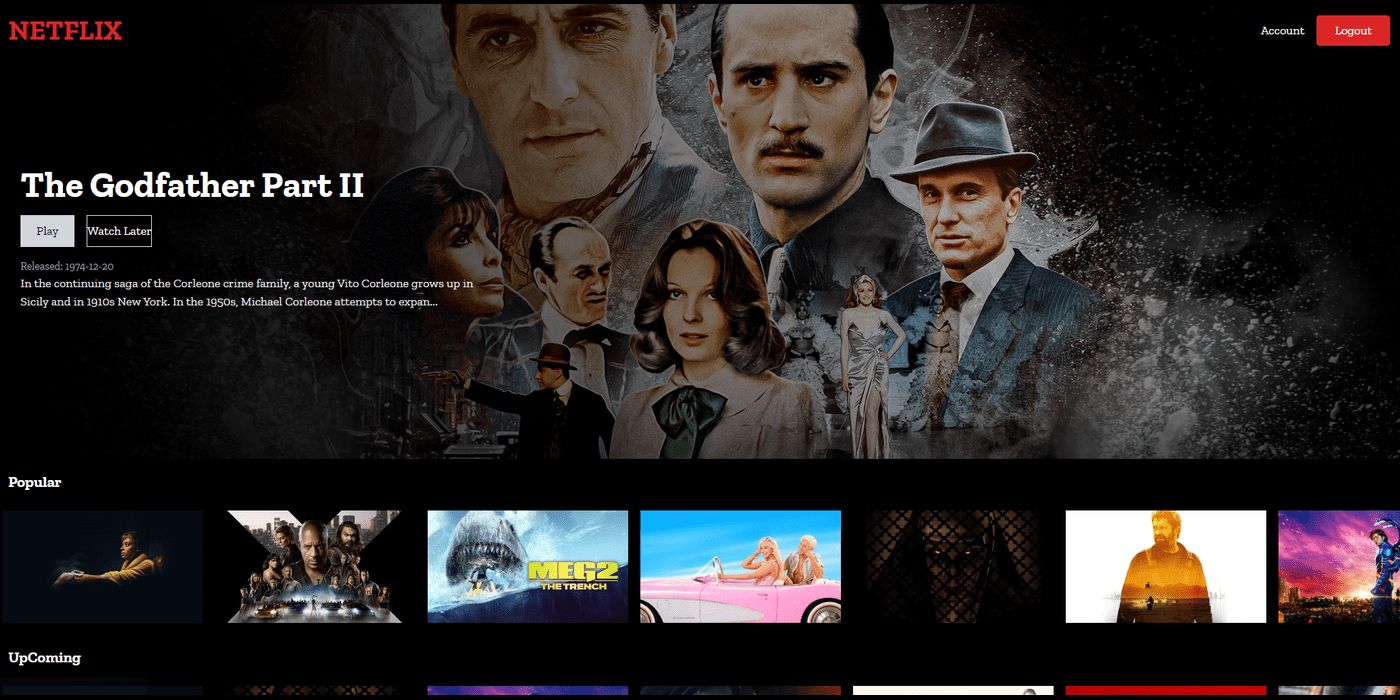 NETFLIX
Account
Logout
The Godfather Part II
Play
Watch Later
Released: 1974-12-20
In the continuing saga of the Corleone crime family, a young Vito Corleone grows up in
Sicily and in 1910s New York. In the 1950s, Michael Corleone attempts to expan...
Popular
MEG2
THE TRENCH
UpComing